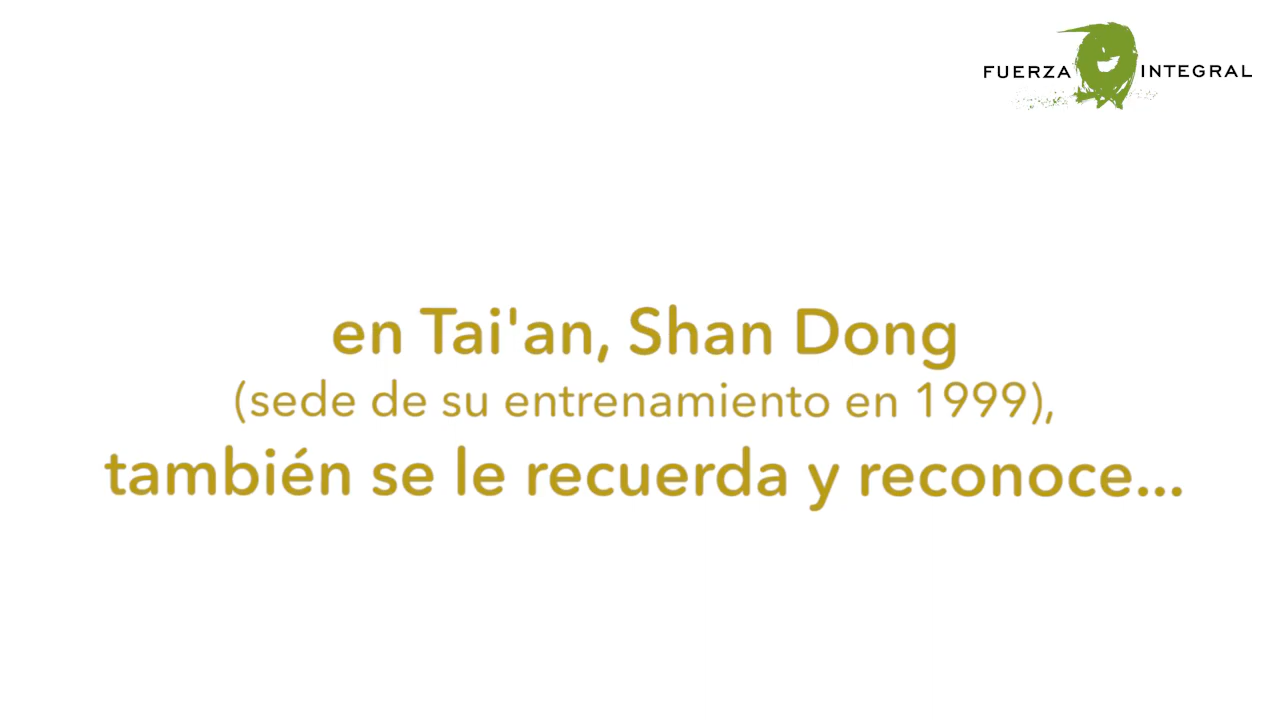 FUERZA INTEGRAL
en Tai'an, Shan Dong
(sede de su entrenamiento en 1999),
también se le recuerda y reconoce...